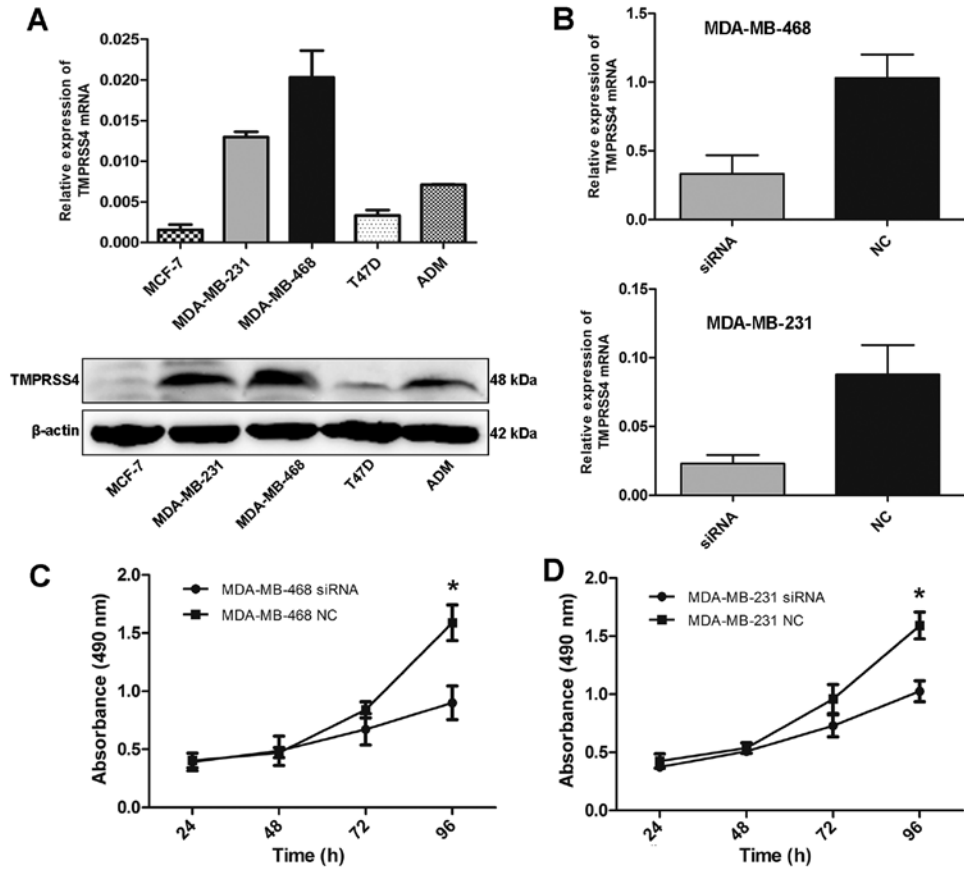 A
Relative expression of
TMPRSS4 mRNA
0.025
0.020
0.015
0.010
0.005
0.000
MCF-7
MDA-MB-231
MDA-MB-468
T47D
ADM
TMPRSS4
48 kDa
β-actin
42 kDa
MCF-7
MDA-MB-231
MDA-MB-468
T47D
ADM
B
MDA-MB-468
Relative expression of
TMPRSS4 mRNA
1.5
1.0
0.5
0.0
siRNA
NC
MDA-MB-231
Relative expression of
TMPRSS4 mRNA
0.15
0.10
0.05
0.00
siRNA
NC
C
MDA-MB-468 siRNA
MDA-MB-468 NC
*
Absorbance (490 nm)
2.0
1.5
1.0
0.5
0.0
24
48
72
96
Time (h)
D
MDA-MB-231 siRNA
MDA-MB-231 NC
*
Absorbance (490 nm)
2.0
1.5
1.0
0.5
0.0
24
48
72
96
Time (h)